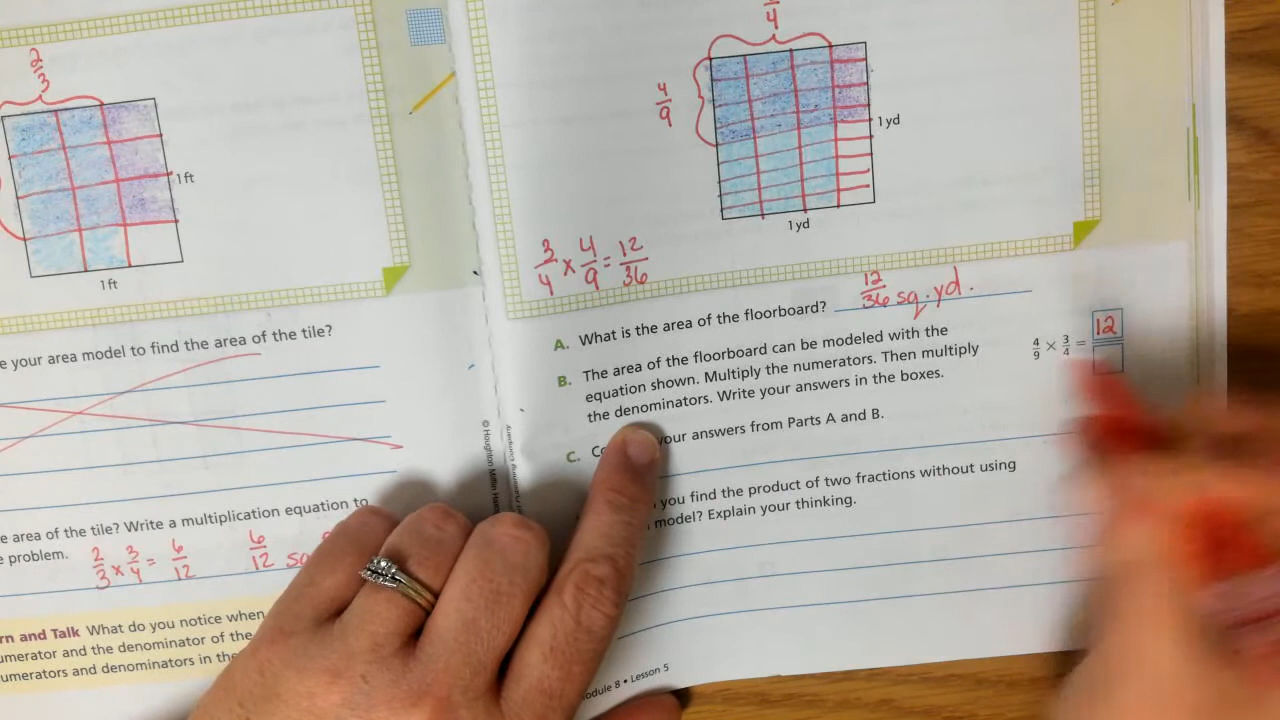 2/3
1 ft
1 ft
e your area model to find the area of the tile?
e area of the tile? Write a multiplication equation to
problem.
2/3 × 3/4 = 6/12
6/12
rn and Talk What do you notice when
umerator and the denominator of the
umerators and denominators in the
© Houghton Mifflin
4
4/9
1 yd
1 yd
3/4 × 4/9 = 12/36
A. What is the area of the floorboard? 12/36 sq. yd.
B. The area of the floorboard can be modeled with the
equation shown. Multiply the numerators. Then multiply
the denominators. Write your answers in the boxes.
4/9 × 3/4 = 12
C. your answers from Parts A and B.
you find the product of two fractions without using
model? Explain your thinking.
odule 8 • Lesson 5